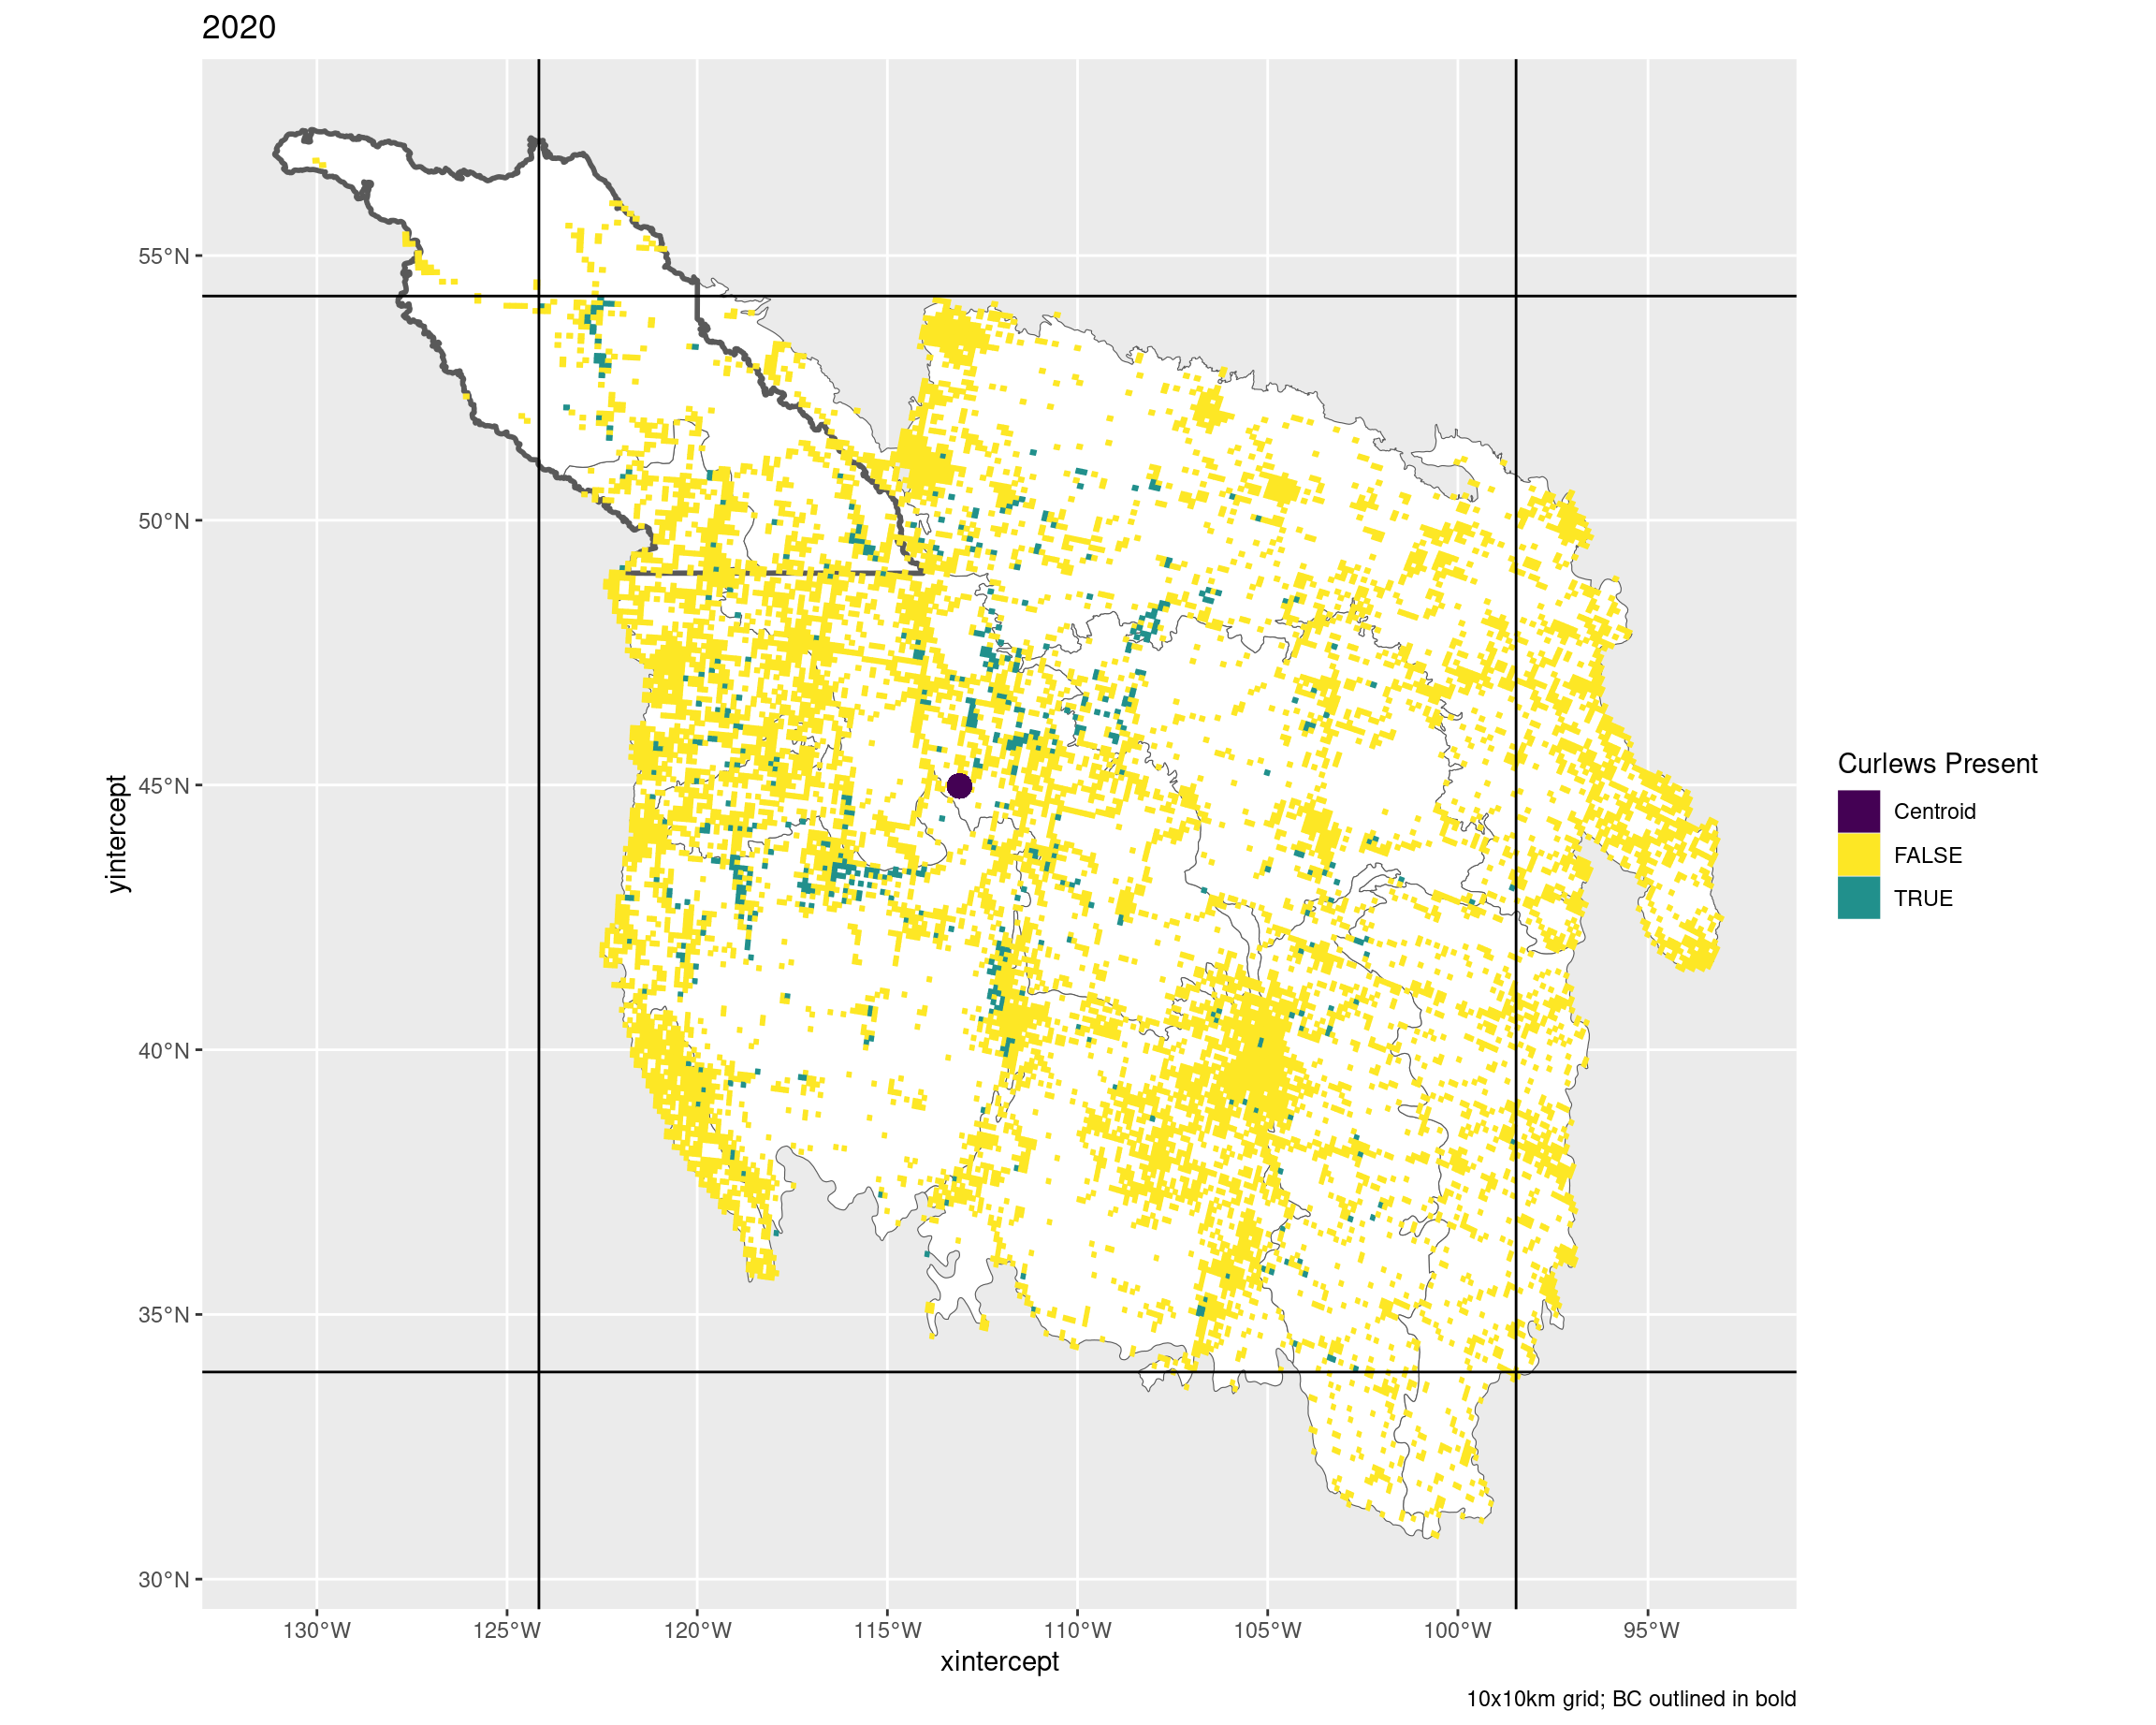 2020
55°N
50°N
45°N
40°N
35°N
30°N
yintercept
130°W
125°W
120°W
115°W
110°W
105°W
100°W
95°W
xintercept
Curlews Present
Centroid
FALSE
TRUE
10x10km grid; BC outlined in bold